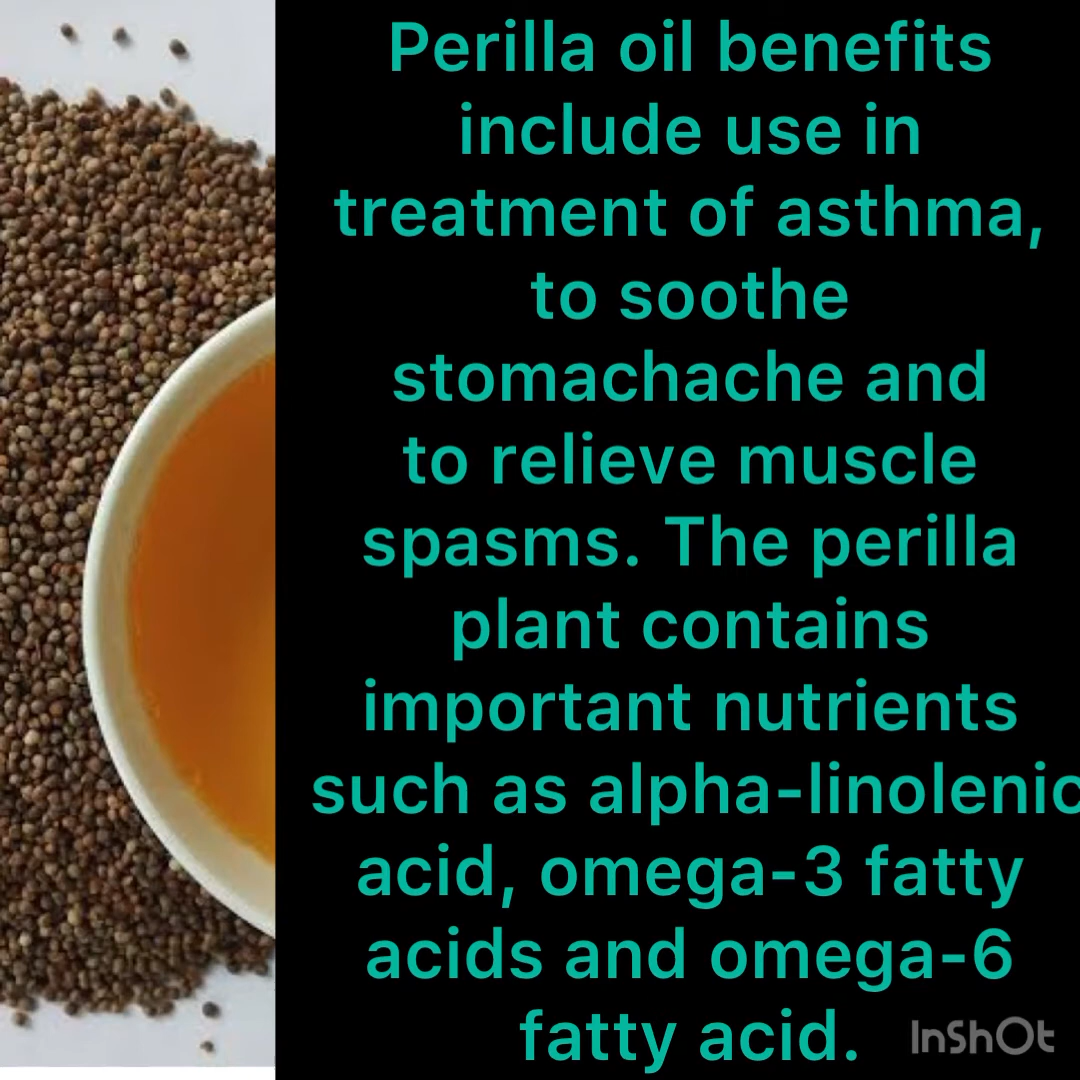 Perilla oil benefits
include use in
treatment of asthma,
to soothe
stomachache and
to relieve muscle
spasms. The perilla
plant contains
important nutrients
such as alpha-linolenic
acid, omega-3 fatty
acids and omega-6
fatty acid.
InShOt